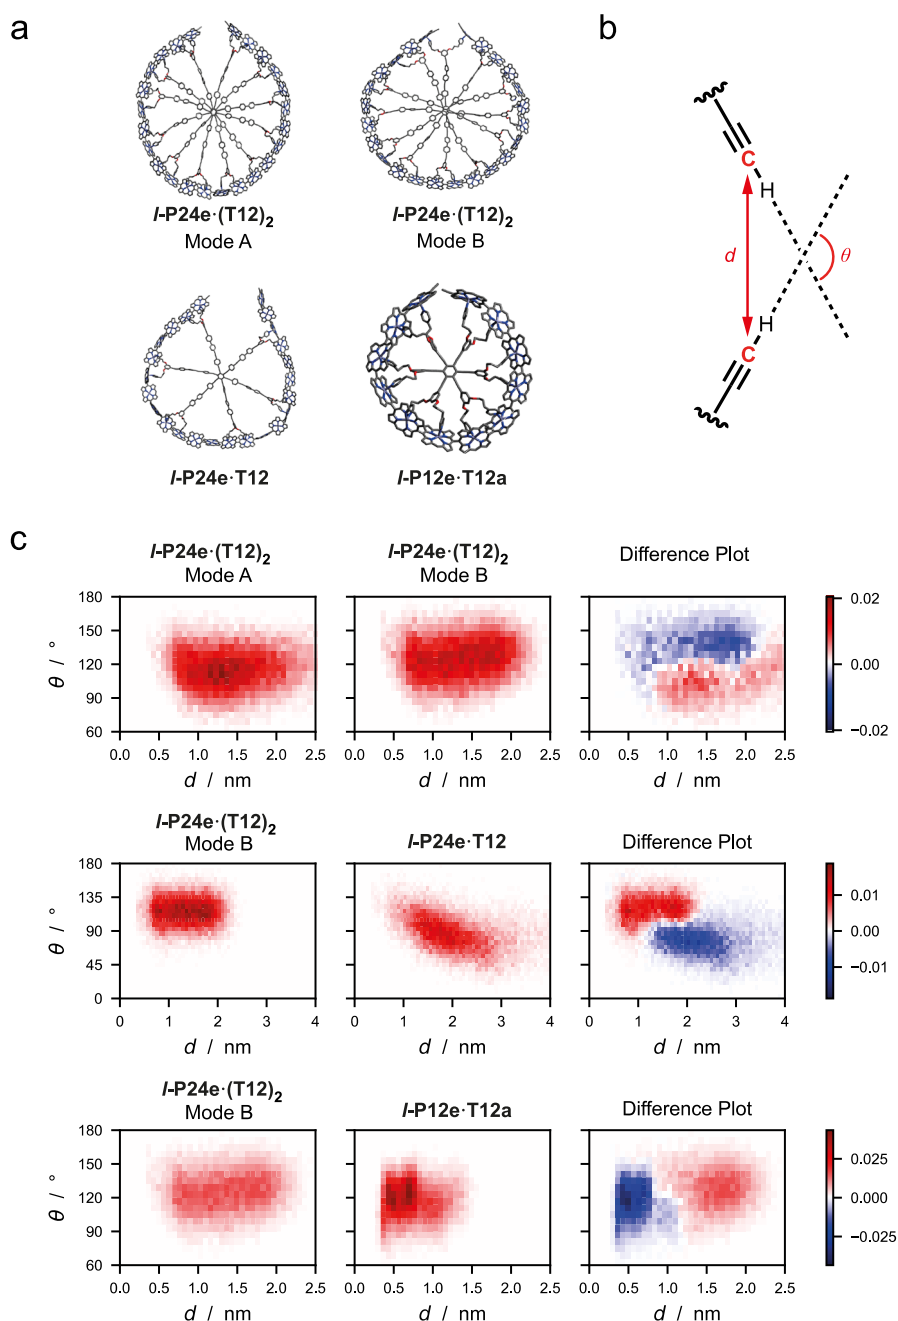 a
b
l-P24e·(T12)2
Mode A
l-P24e·(T12)2
Mode B
l-P24e·T12
l-P12e·T12a
C
H
d
θ
H
C
c
l-P24e·(T12)2
Mode A
l-P24e·(T12)2
Mode B
Difference Plot
θ / °
180
150
120
90
60
0.0 0.5 1.0 1.5 2.0 2.5
d / nm
0.0 0.5 1.0 1.5 2.0 2.5
d / nm
0.0 0.5 1.0 1.5 2.0 2.5
d / nm
0.02
0.00
−0.02
l-P24e·(T12)2
Mode B
l-P24e·T12
Difference Plot
θ / °
180
135
90
45
0
0 1 2 3 4
d / nm
0 1 2 3 4
d / nm
0 1 2 3 4
d / nm
0.01
0.00
−0.01
l-P24e·(T12)2
Mode B
l-P12e·T12a
Difference Plot
θ / °
180
150
120
90
60
0.0 0.5 1.0 1.5 2.0 2.5
d / nm
0.0 0.5 1.0 1.5 2.0 2.5
d / nm
0.0 0.5 1.0 1.5 2.0 2.5
d / nm
0.025
0.000
−0.025